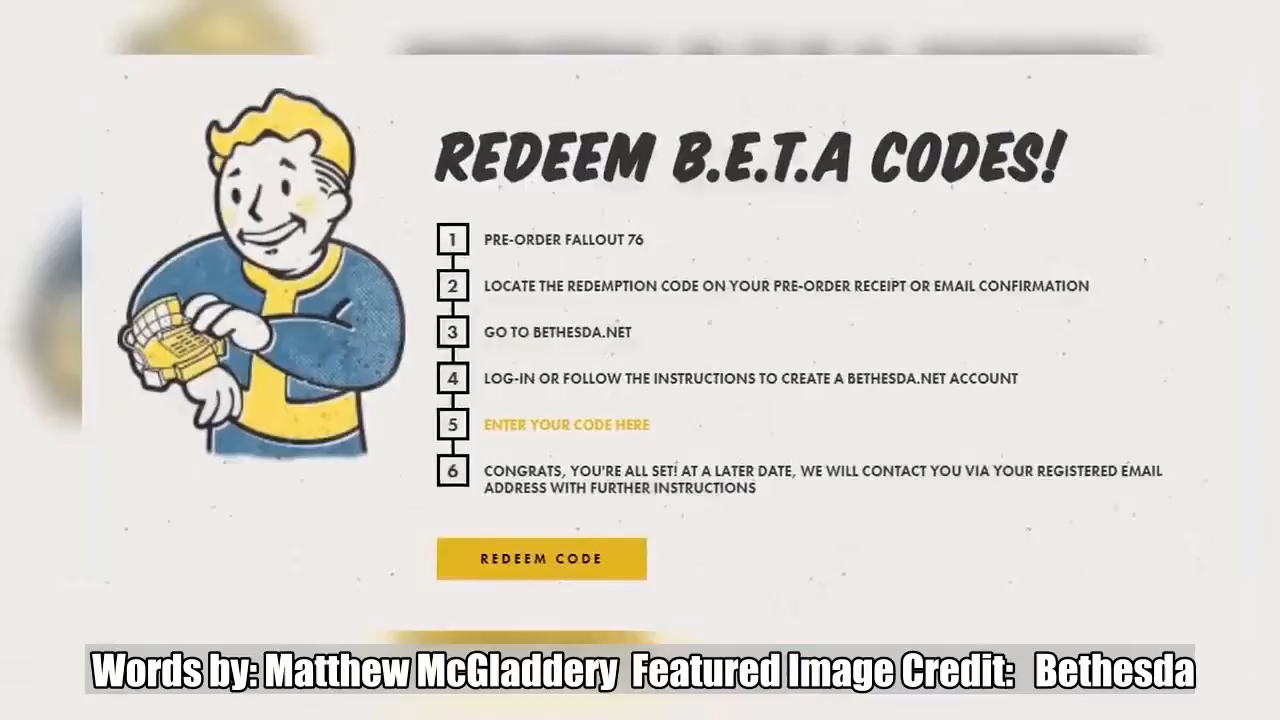 REDEEM B.E.T.A CODES!
1 PRE-ORDER FALLOUT 76
2 LOCATE THE REDEMPTION CODE ON YOUR PRE-ORDER RECEIPT OR EMAIL CONFIRMATION
3 GO TO BETHESDA.NET
4 LOG-IN OR FOLLOW THE INSTRUCTIONS TO CREATE A BETHESDA.NET ACCOUNT
5 ENTER YOUR CODE HERE
6 CONGRATS, YOU'RE ALL SET! AT A LATER DATE, WE WILL CONTACT YOU VIA YOUR REGISTERED EMAIL
ADDRESS WITH FURTHER INSTRUCTIONS
REDEEM CODE
Words by: Matthew McGladdery Featured Image Credit: Bethesda